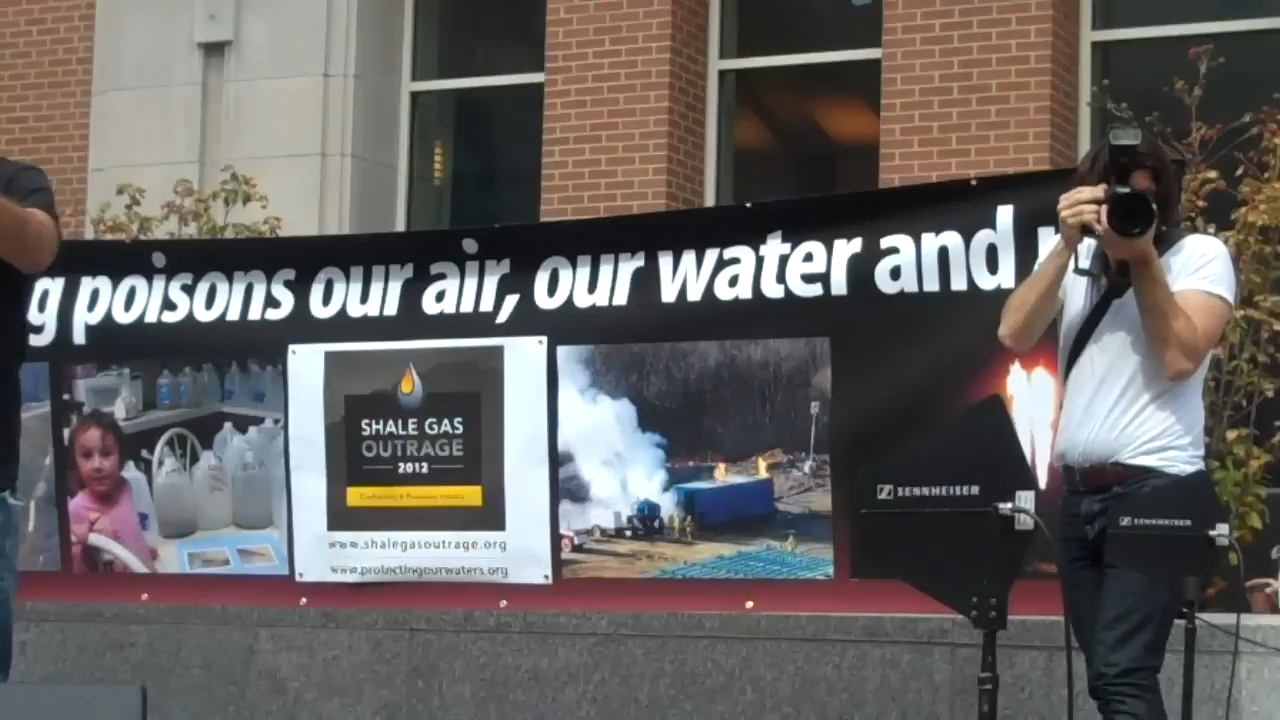 g poisons our air, our water and
SHALE GAS
OUTRAGE
2012
www.shalegasoutrage.org
www.protectingourwaters.org
SENNHEISER
SENNHEISER